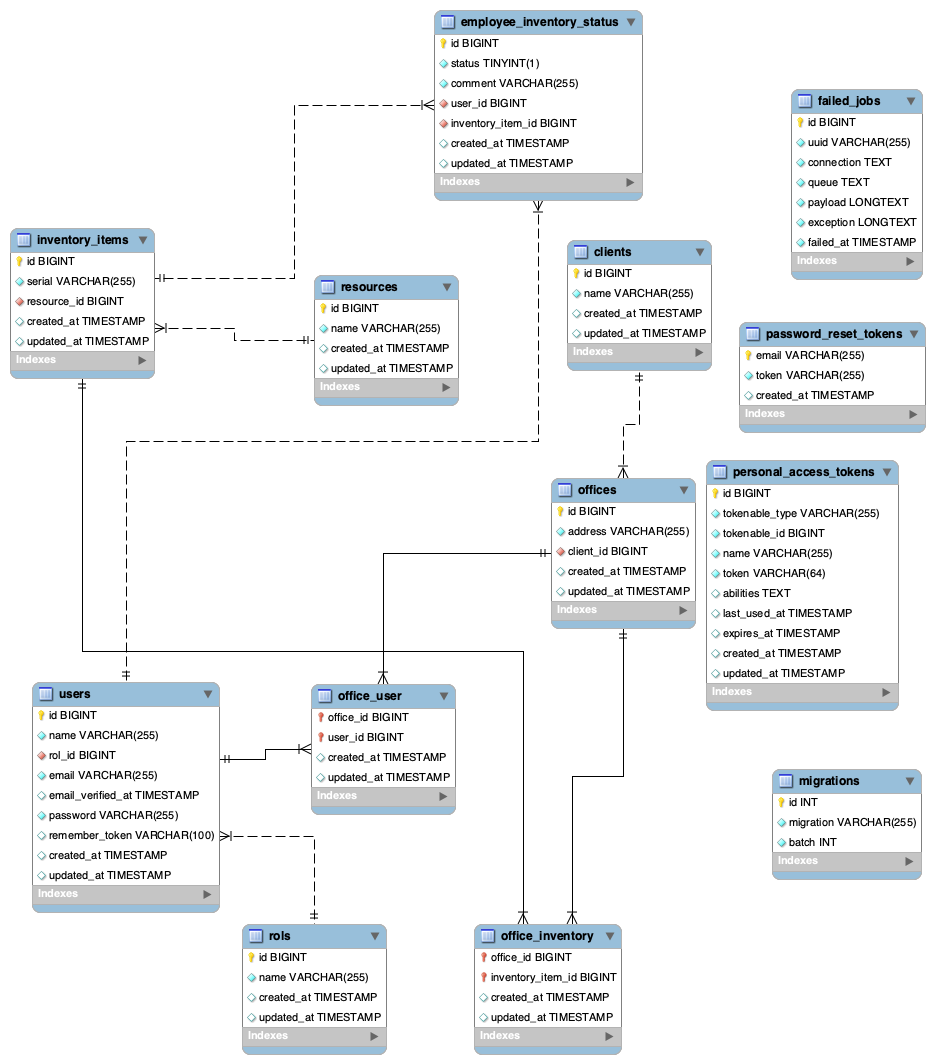 employee_inventory_status
id BIGINT
status TINYINT(1)
comment VARCHAR(255)
user_id BIGINT
inventory_item_id BIGINT
created_at TIMESTAMP
updated_at TIMESTAMP
Indexes
failed_jobs
id BIGINT
uuid VARCHAR(255)
connection TEXT
queue TEXT
payload LONGTEXT
exception LONGTEXT
failed_at TIMESTAMP
Indexes
inventory_items
id BIGINT
serial VARCHAR(255)
resource_id BIGINT
created_at TIMESTAMP
updated_at TIMESTAMP
Indexes
resources
id BIGINT
name VARCHAR(255)
created_at TIMESTAMP
updated_at TIMESTAMP
Indexes
clients
id BIGINT
name VARCHAR(255)
created_at TIMESTAMP
updated_at TIMESTAMP
Indexes
password_reset_tokens
email VARCHAR(255)
token VARCHAR(255)
created_at TIMESTAMP
Indexes
offices
id BIGINT
address VARCHAR(255)
client_id BIGINT
created_at TIMESTAMP
updated_at TIMESTAMP
Indexes
personal_access_tokens
id BIGINT
tokenable_type VARCHAR(255)
tokenable_id BIGINT
name VARCHAR(255)
token VARCHAR(64)
abilities TEXT
last_used_at TIMESTAMP
expires_at TIMESTAMP
created_at TIMESTAMP
updated_at TIMESTAMP
Indexes
users
id BIGINT
name VARCHAR(255)
rol_id BIGINT
email VARCHAR(255)
email_verified_at TIMESTAMP
password VARCHAR(255)
remember_token VARCHAR(100)
created_at TIMESTAMP
updated_at TIMESTAMP
Indexes
office_user
office_id BIGINT
user_id BIGINT
created_at TIMESTAMP
updated_at TIMESTAMP
Indexes
migrations
id INT
migration VARCHAR(255)
batch INT
Indexes
rols
id BIGINT
name VARCHAR(255)
created_at TIMESTAMP
updated_at TIMESTAMP
Indexes
office_inventory
office_id BIGINT
inventory_item_id BIGINT
created_at TIMESTAMP
updated_at TIMESTAMP
Indexes